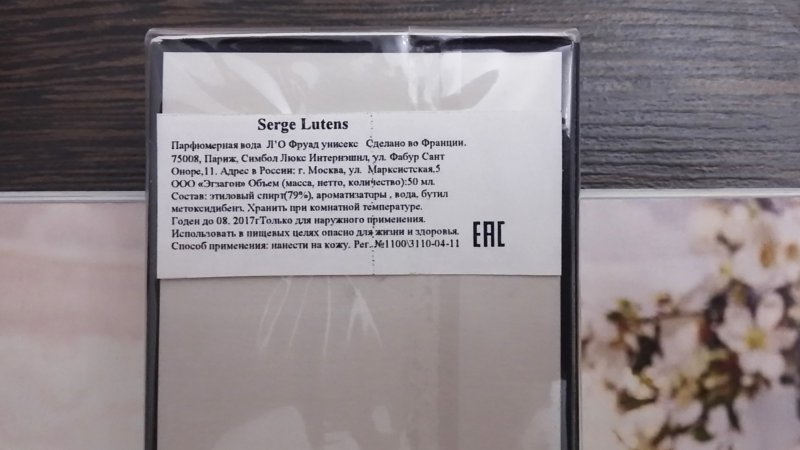 Serge Lutens
Парфюмерная вода Л'О Фруад унисекс Сделано во Франции.
75008, Париж, Симбол Люкс Интернэшнл, ул. Фабур Сант
Оноре,11. Адрес в России: г. Москва, ул. Марксистская,5
ООО «Эгзагон» Объем (масса, нетто, количество):50 мл.
Состав: этиловый спирт(79%), ароматизаторы , вода, бутил
метоксидибенз. Хранить при комнатной температуре.
Годен до 08. 2017гТолько для наружного применения.
Использовать в пищевых целях опасно для жизни и здоровья.
Способ применения: нанести на кожу. Рег. №1100\3110-04-11
EAC